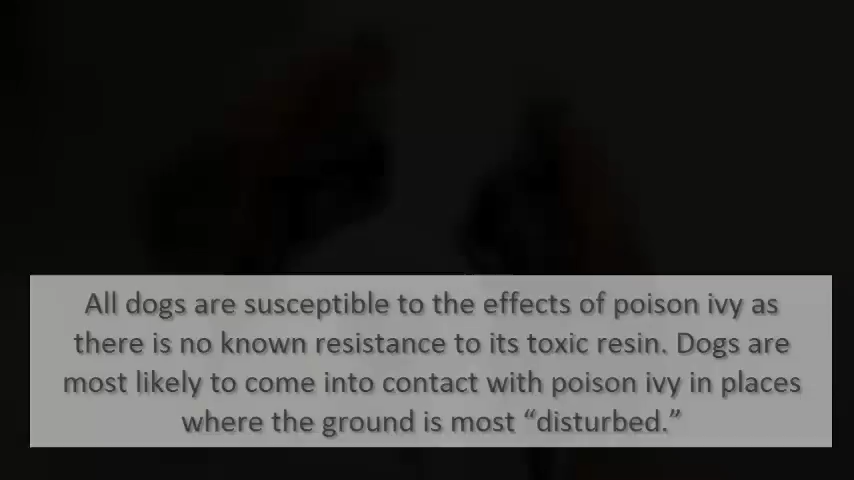 All dogs are susceptible to the effects of poison ivy as
there is no known resistance to its toxic resin. Dogs are
most likely to come into contact with poison ivy in places
where the ground is most “disturbed.”